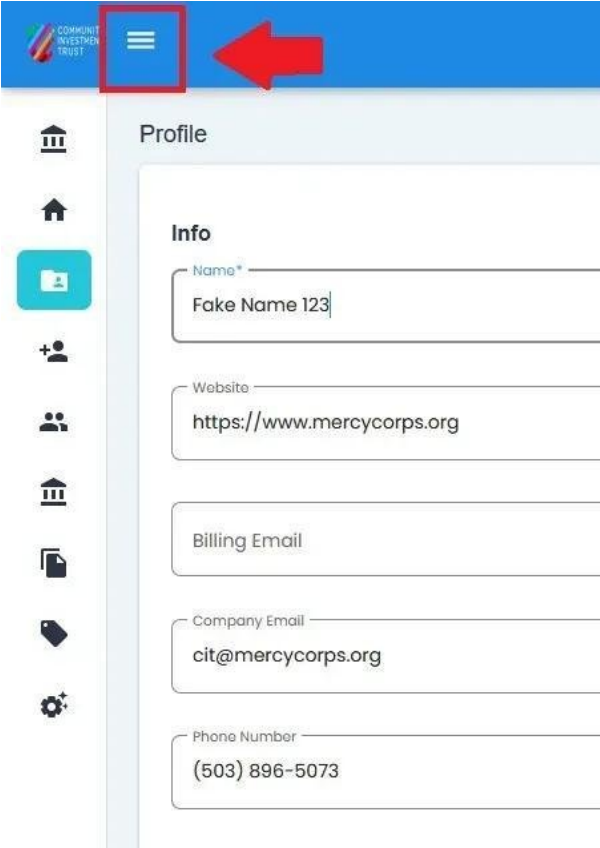 COMMUNIT
INVESTMEN
TRUST
Profile
Info
Name*
Fake Name 123
Website
https://www.mercycorps.org
Billing Email
Company Email
cit@mercycorps.org
Phone Number
(503) 896-5073